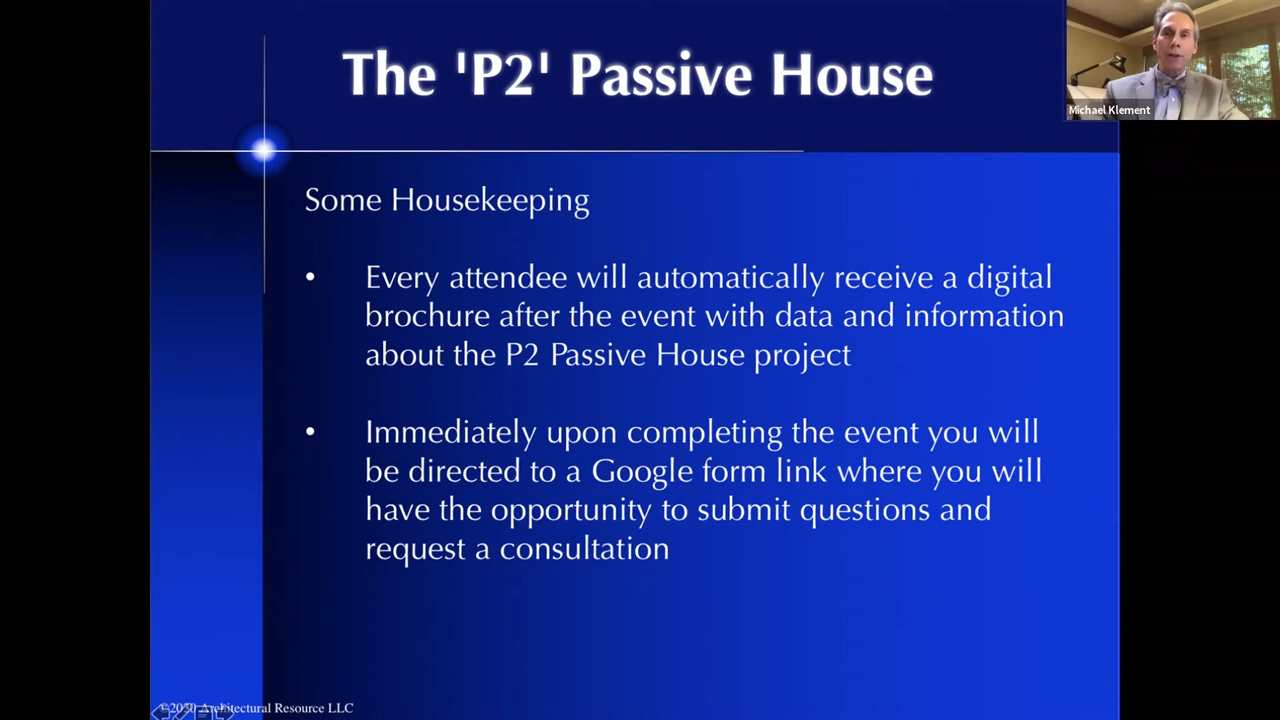 The 'P2' Passive House
Michael Klement
Some Housekeeping
• Every attendee will automatically receive a digital
brochure after the event with data and information
about the P2 Passive House project
• Immediately upon completing the event you will
be directed to a Google form link where you will
have the opportunity to submit questions and
request a consultation
Architectural Resource LLC